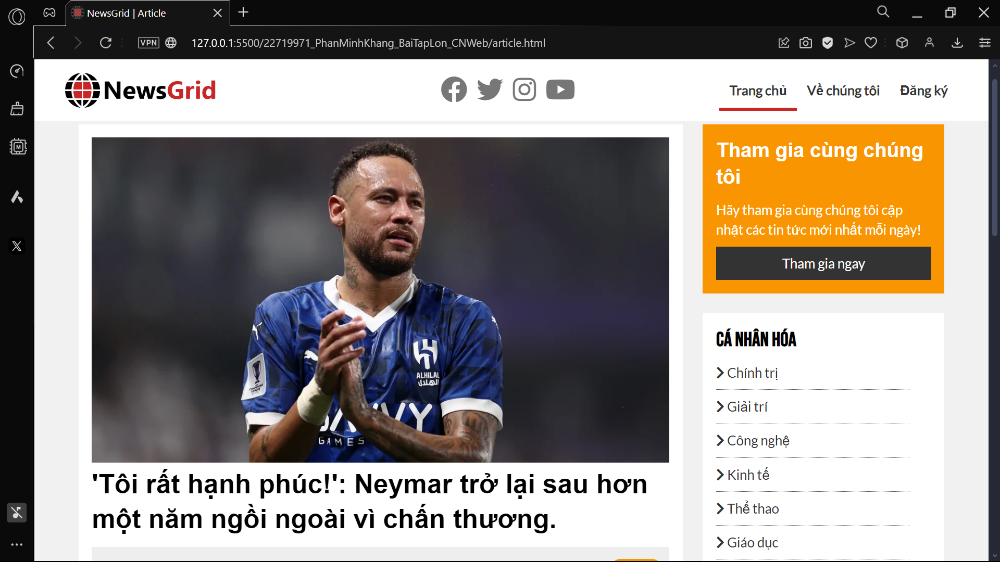 NewsGrid | Article
VPN
127.0.0.1:5500/22719971_PhanMinhKhang_BaiTapLon_CNWeb/article.html
M
NewsGrid
Trang chủ
Về chúng tôi
Đăng ký
ALHILAL
الهلال
CHAMPIONS
LEAGUE
GAMES
'Tôi rất hạnh phúc!': Neymar trở lại sau hơn
một năm ngồi ngoài vì chấn thương.
Tham gia cùng chúng
tôi
Hãy tham gia cùng chúng tôi cập
nhật các tin tức mới nhất mỗi ngày!
Tham gia ngay
CÁ NHÂN HÓA
Chính trị
Giải trí
Công nghệ
Kinh tế
Thể thao
Giáo dục